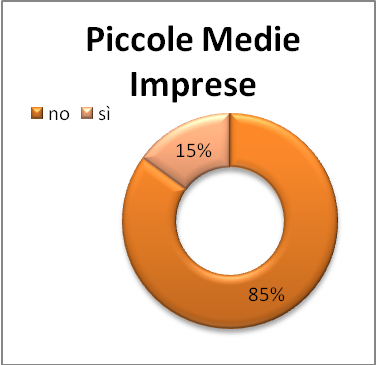 Piccole Medie
Imprese
no sì
15%
85%